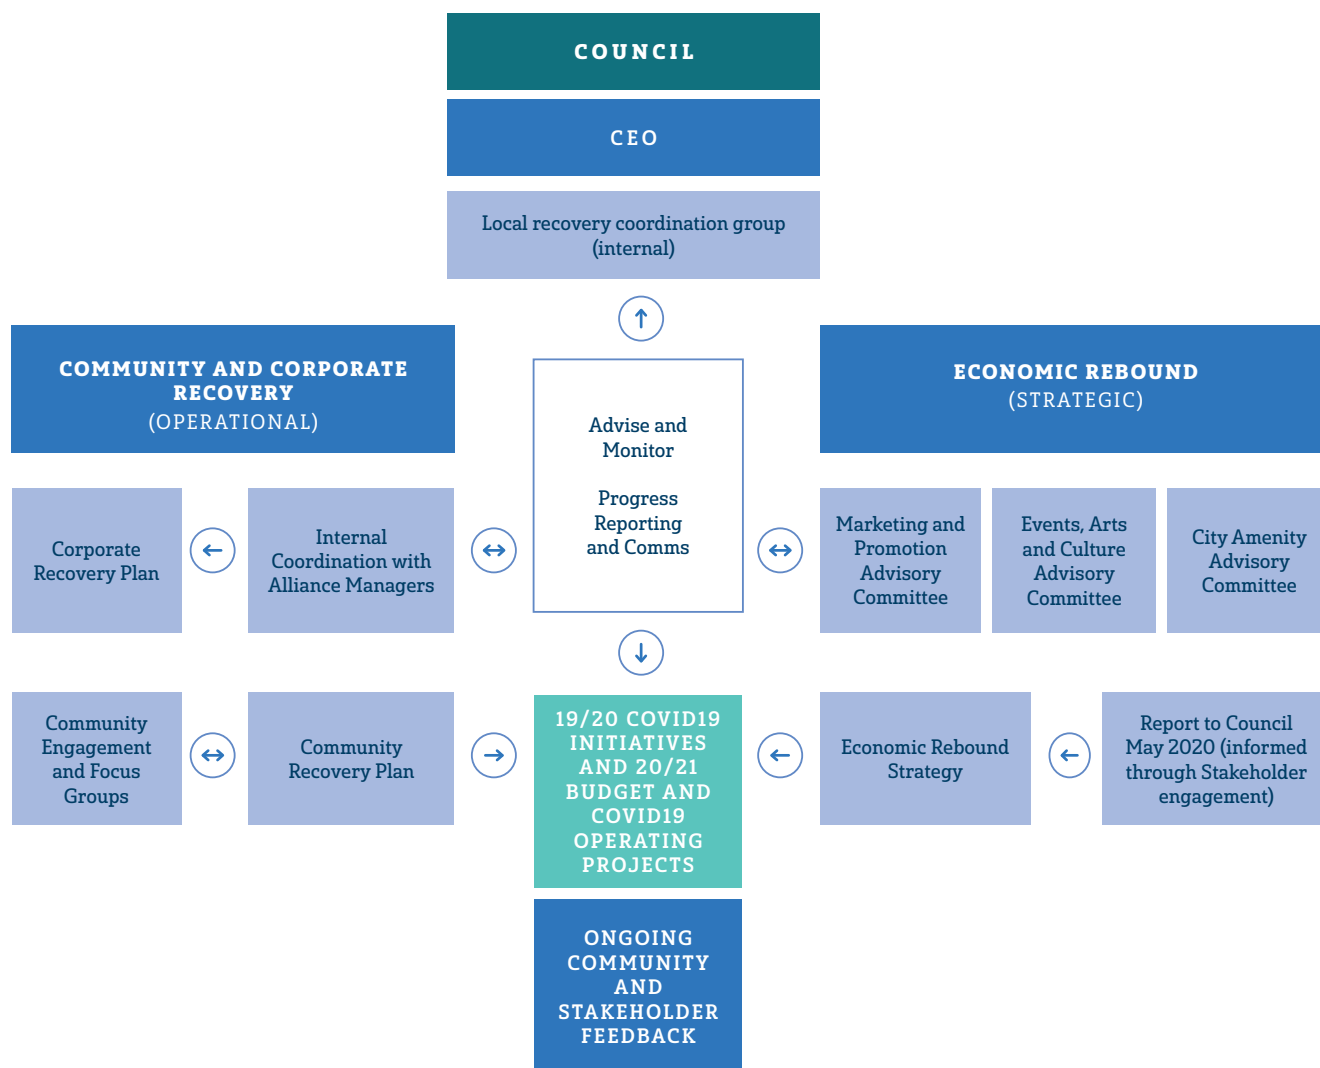 COUNCIL
CEO
Local recovery coordination group
(internal)
COMMUNITY AND CORPORATE
RECOVERY
(OPERATIONAL)
Advise and
Monitor
Progress
Reporting
and Comms
ECONOMIC REBOUND
(STRATEGIC)
Corporate
Recovery Plan
Internal
Coordination with
Alliance Managers
Marketing and
Promotion
Advisory
Committee
Events, Arts
and Culture
Advisory
Committee
City Amenity
Advisory
Committee
Community
Engagement
and Focus
Groups
Community
Recovery Plan
19/20 COVID19
INITIATIVES
AND 20/21
BUDGET AND
COVID19
OPERATING
PROJECTS
Economic Rebound
Strategy
Report to Council
May 2020 (informed
through Stakeholder
engagement)
ONGOING
COMMUNITY
AND
STAKEHOLDER
FEEDBACK